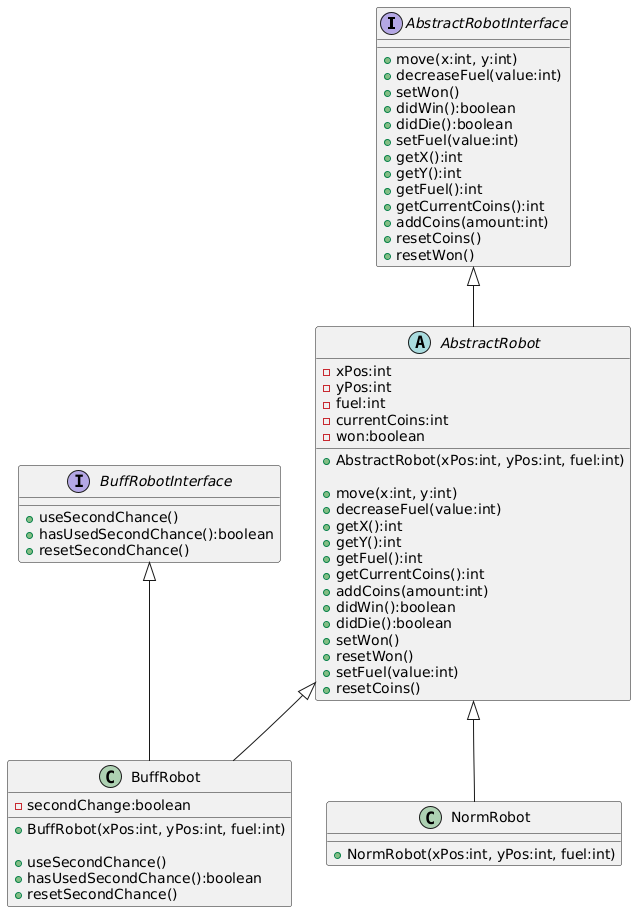 I AbstractRobotInterface
move(x:int, y:int)
decreaseFuel(value:int)
setWon()
didWin():boolean
didDie():boolean
setFuel(value:int)
getX():int
getY():int
getFuel():int
getCurrentCoins():int
addCoins(amount:int)
resetCoins()
resetWon()
A AbstractRobot
xPos:int
yPos:int
fuel:int
currentCoins:int
won:boolean
AbstractRobot(xPos:int, yPos:int, fuel:int)
move(x:int, y:int)
decreaseFuel(value:int)
getX():int
getY():int
getFuel():int
getCurrentCoins():int
addCoins(amount:int)
didWin():boolean
didDie():boolean
setWon()
resetWon()
setFuel(value:int)
resetCoins()
I BuffRobotInterface
useSecondChance()
hasUsedSecondChance():boolean
resetSecondChance()
C BuffRobot
secondChange:boolean
BuffRobot(xPos:int, yPos:int, fuel:int)
useSecondChance()
hasUsedSecondChance():boolean
resetSecondChance()
C NormRobot
NormRobot(xPos:int, yPos:int, fuel:int)